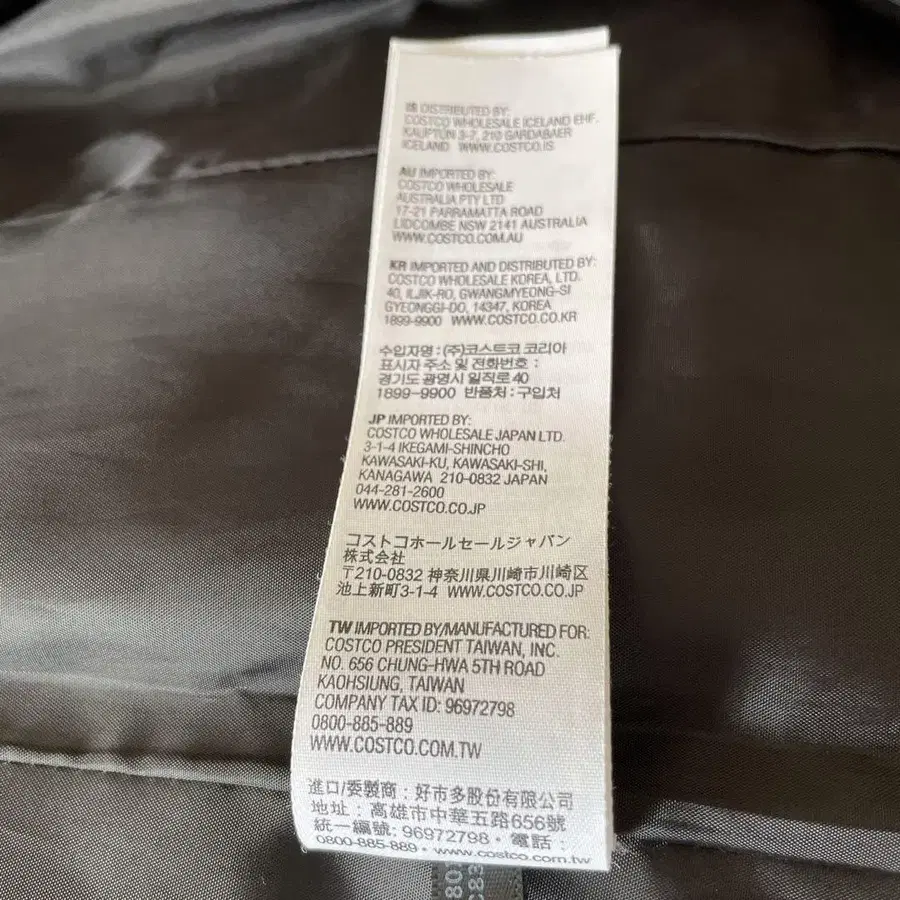 IS DISTRIBUTED BY:
COSTCO WHOLESALE ICELAND EHF.
KAUPTÚN 3-7, 210 GARDABAER
ICELAND WWW.COSTCO.IS
AU IMPORTED BY:
COSTCO WHOLESALE
AUSTRALIA PTY LTD
17-21 PARRAMATTA ROAD
LIDCOMBE NSW 2141 AUSTRALIA
WWW.COSTCO.COM.AU
KR IMPORTED AND DISTRIBUTED BY:
COSTCO WHOLESALE KOREA, LTD.
40, ILJIK-RO, GWANGMYEONG-SI
GYEONGGI-DO, 14347, KOREA
1899-9900 WWW.COSTCO.CO.KR
수입자명 : (주)코스트코 코리아
표시자 주소 및 전화번호 :
경기도 광명시 일직로 40
1899-9900 반품처 : 구입처
JP IMPORTED BY:
COSTCO WHOLESALE JAPAN LTD.
3-1-4 IKEGAMI-SHINCHO
KAWASAKI-KU, KAWASAKI-SHI,
KANAGAWA 210-0832 JAPAN
044-281-2600
WWW.COSTCO.CO.JP
コストコホールセールジャパン
株式会社
〒210-0832 神奈川県川崎市川崎区
池上新町3-1-4 WWW.COSTCO.CO.JP
TW IMPORTED BY/MANUFACTURED FOR:
COSTCO PRESIDENT TAIWAN, INC.
NO. 656 CHUNG-HWA 5TH ROAD
KAOHSIUNG, TAIWAN
COMPANY TAX ID: 96972798
0800-885-889
WWW.COSTCO.COM.TW
進口/委製商：好市多股份有限公司
地址：高雄市中華五路656號
統一編號: 96972798・電話：
0800-885-889・www.costco.com.tw